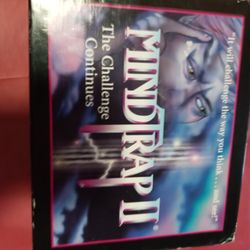 "It will challenge the way you think . . . and see!"
MINDTRAP II®
The Challenge
Continues